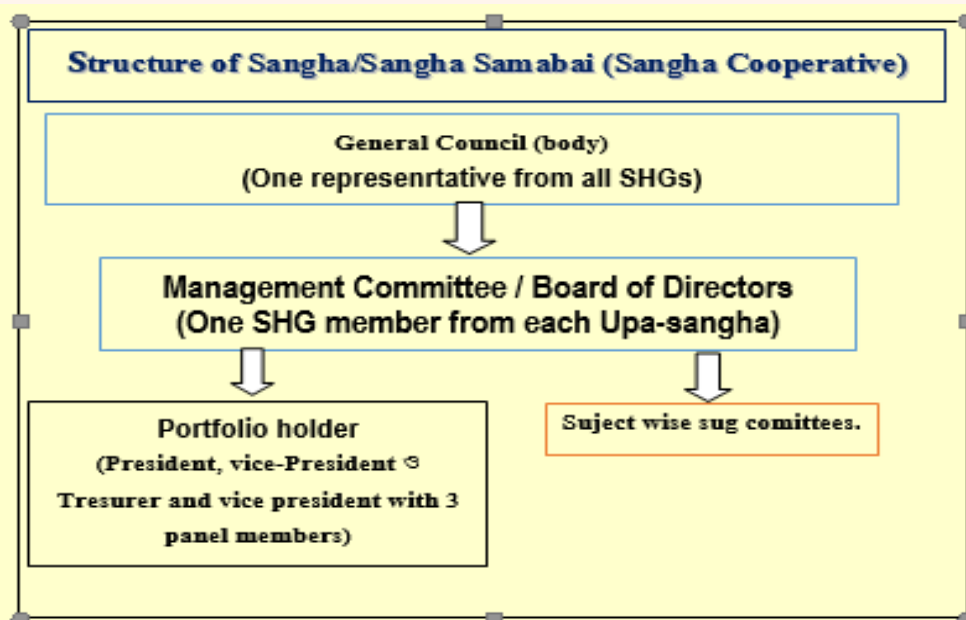 Structure of Sangha/Sangha Samabai (Sangha Cooperative)
General Council (body)
(One represenrtative from all SHGs)
Management Committee / Board of Directors
(One SHG member from each Upa-sangha)
Portfolio holder
(President, vice-President ও
Tresurer and vice president with 3
panel members)
Suject wise sug comittees.